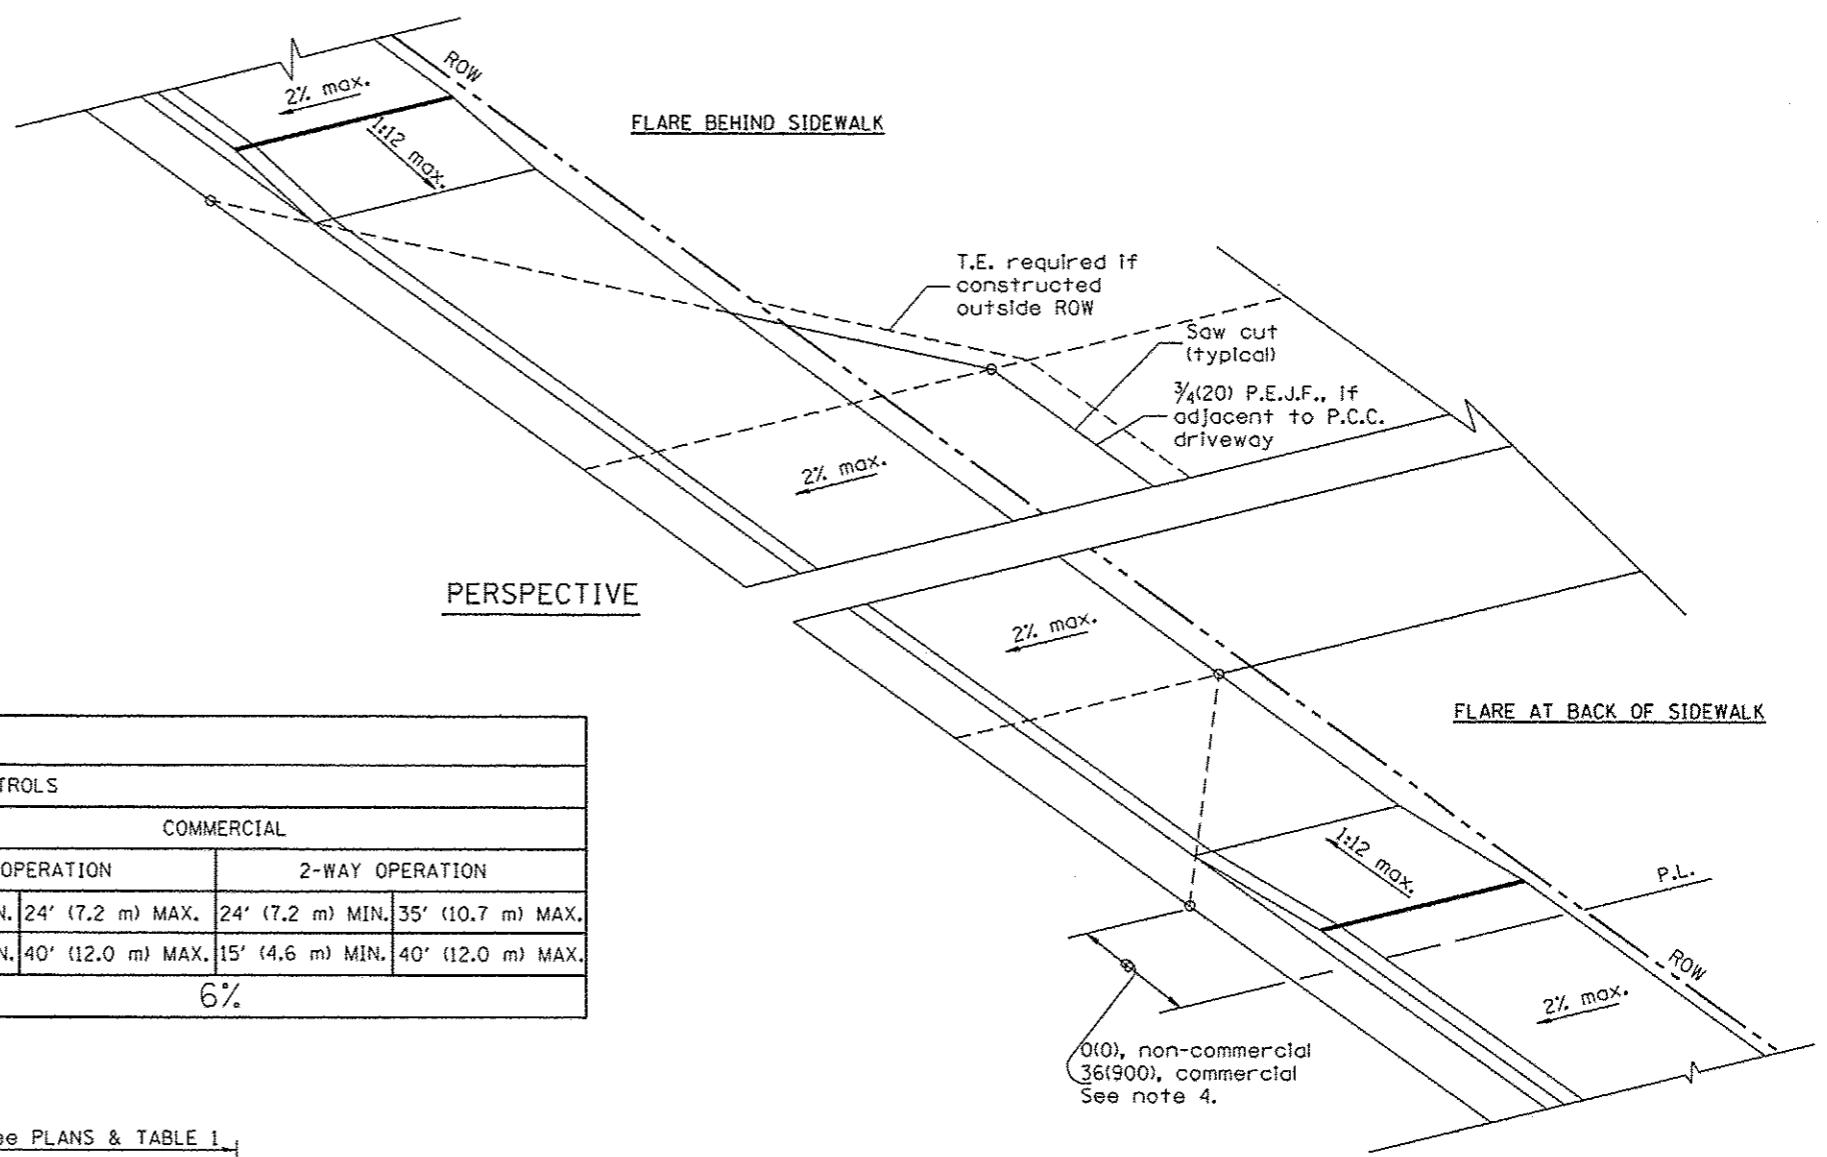 ROW
2% max.
FLARE BEHIND SIDEWALK
1:12 max.
T.E. required if
constructed
outside ROW
Saw cut
(typical)
3/4(20) P.E.J.F., if
adjacent to P.C.C.
driveway
2% max.
PERSPECTIVE
2% max.
FLARE AT BACK OF SIDEWALK
TROLS
COMMERCIAL
OPERATION 2-WAY OPERATION
N. 24' (7.2 m) MAX. 24' (7.2 m) MIN. 35' (10.7 m) MAX.
N. 40' (12.0 m) MAX. 15' (4.6 m) MIN. 40' (12.0 m) MAX.
6%
1:12 max.
P.L.
ROW
2% max.
0(0), non-commercial
36(900), commercial
See note 4.
ee PLANS & TABLE 1